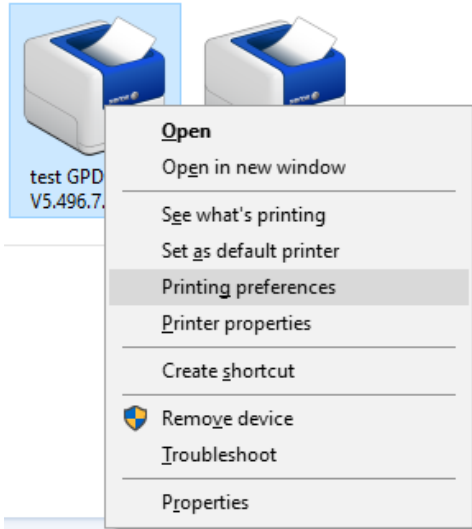 test GPD
V5.496.7.
Open
Open in new window
See what's printing
Set as default printer
Printing preferences
Printer properties
Create shortcut
Remove device
Troubleshoot
Properties